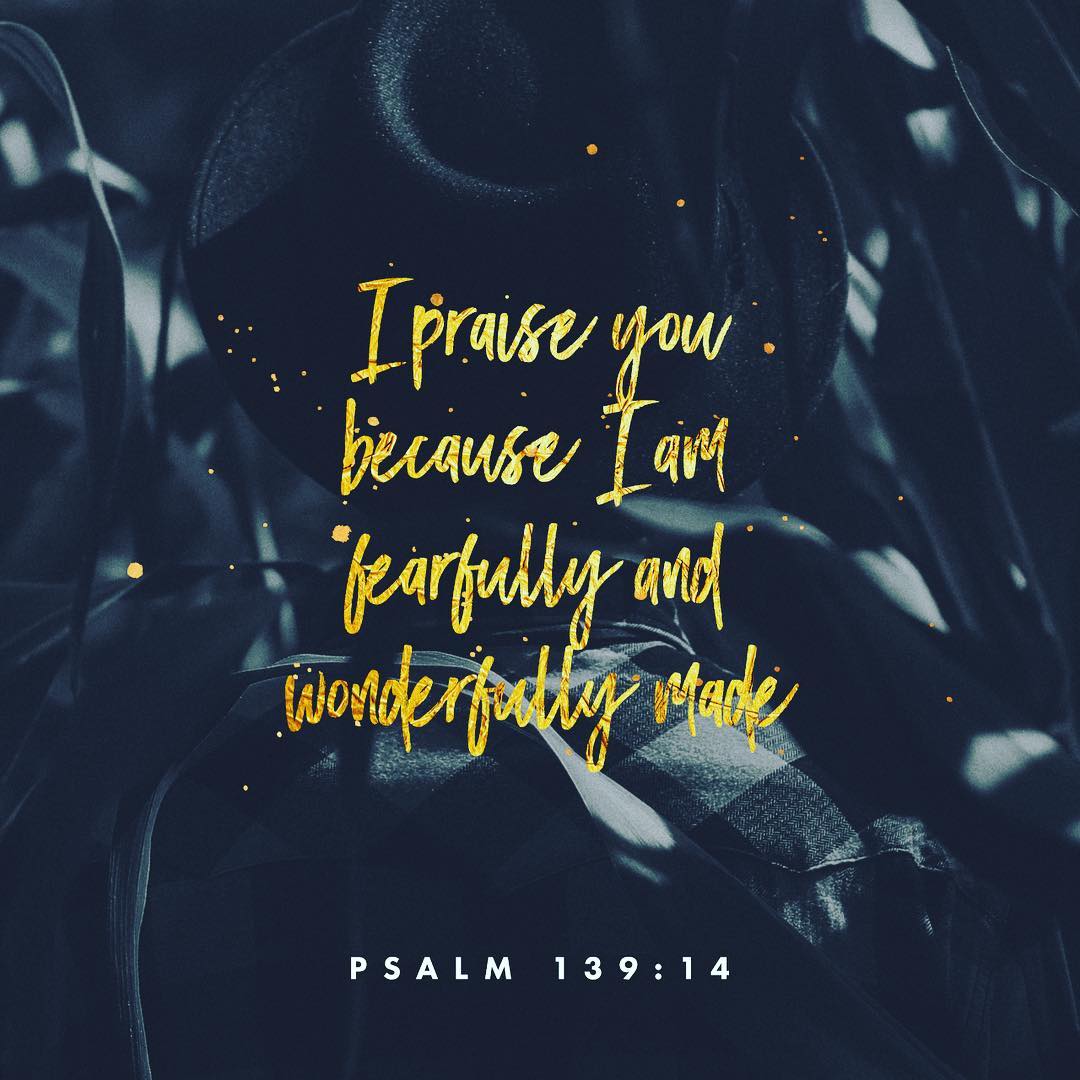 I praise you
because I am
fearfully and
wonderfully made
PSALM 139:14